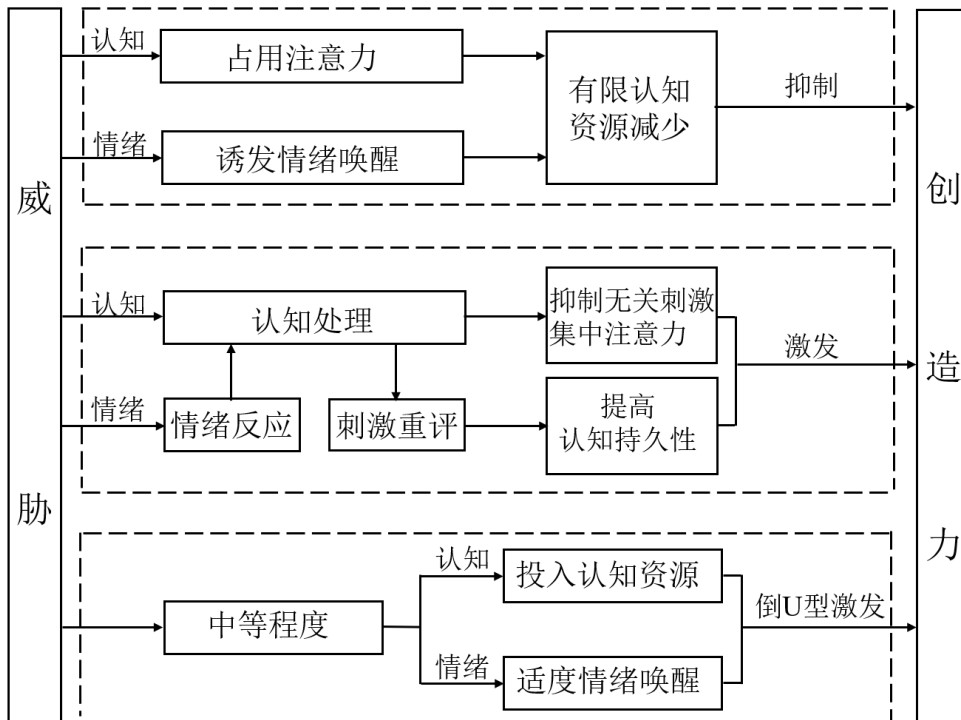 威
胁
认知
占用注意力
情绪
诱发情绪唤醒
有限认知
资源减少
抑制
认知
认知处理
情绪
情绪反应
刺激重评
抑制无关刺激
集中注意力
提高
认知持久性
激发
中等程度
认知
投入认知资源
情绪
适度情绪唤醒
倒U型激发
创
造
力